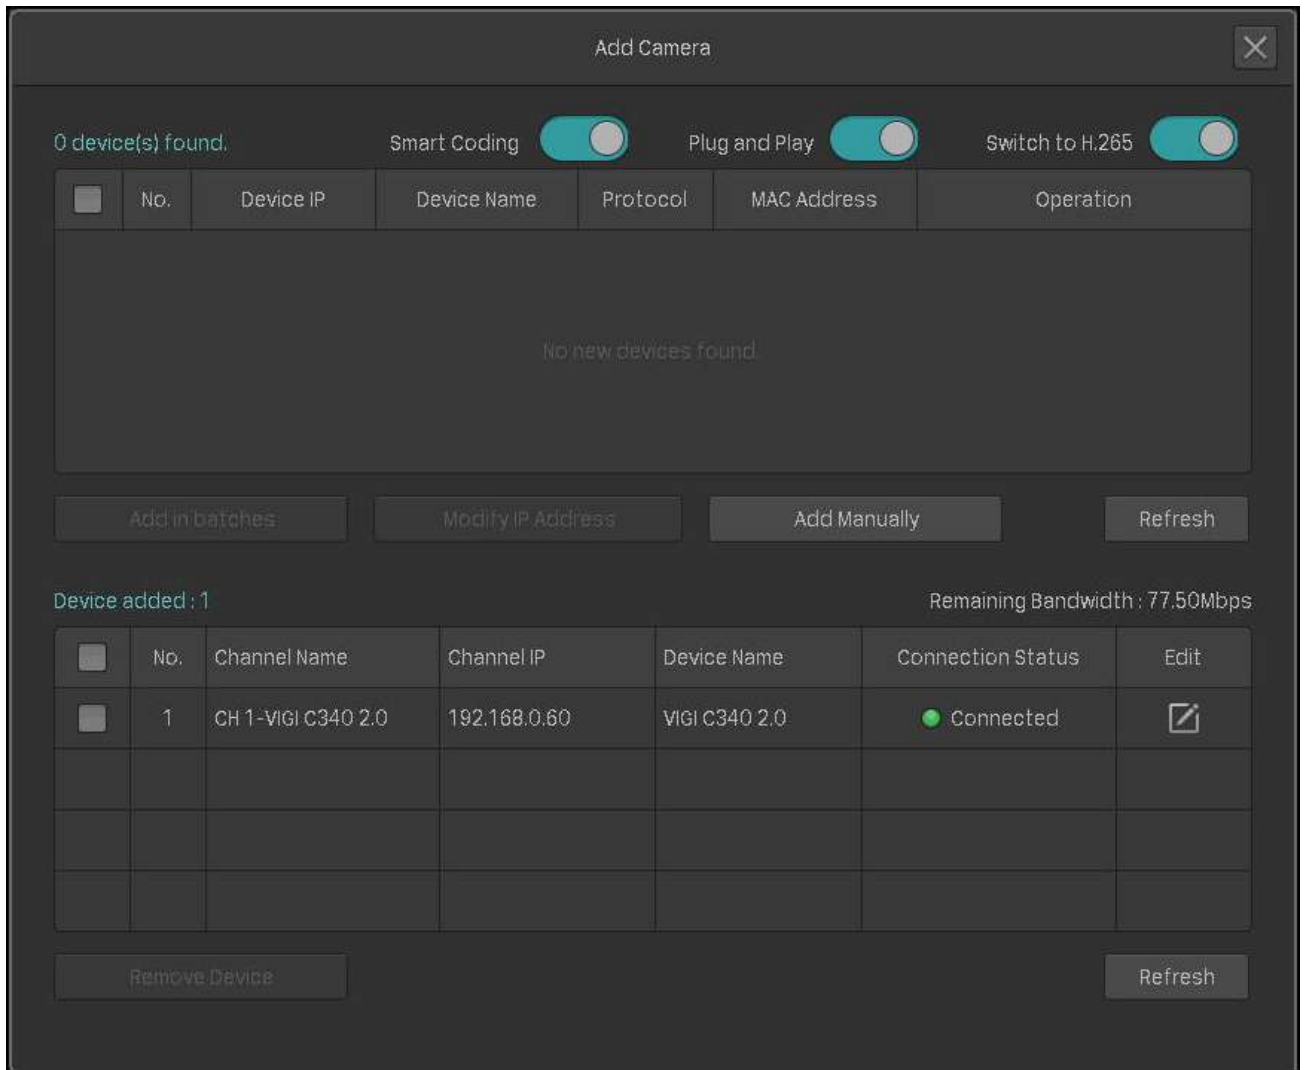 Add Camera
0 device(s) found. Smart Coding Plug and Play Switch to H.265
No. Device IP Device Name Protocol MAC Address Operation
No new devices found.
Add in batches Modify IP Address Add Manually Refresh
Device added : 1 Remaining Bandwidth : 77.50Mbps
No. Channel Name Channel IP Device Name Connection Status Edit
1 CH 1-VIGI C340 2.0 192.168.0.60 VIGI C340 2.0 Connected
Remove Device Refresh